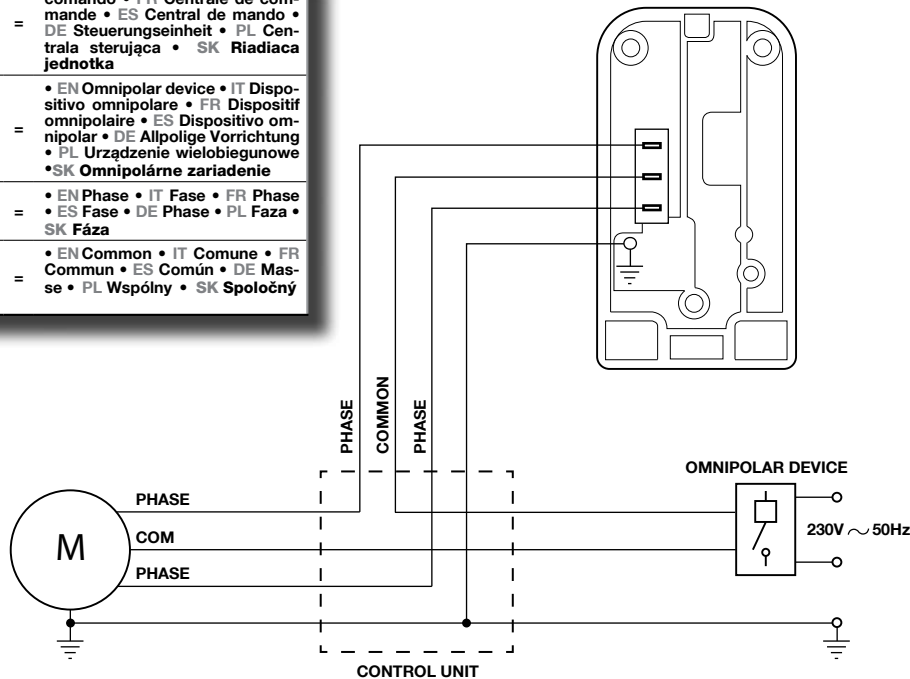 comando • FR Centrale de com-
= mande • ES Central de mando •
DE Steuerungseinheit • PL Cen-
trala sterująca • SK Riadiaca
jednotka
• EN Omnipolar device • IT Dispo-
sitivo omnipolare • FR Dispositif
omnipolaire • ES Dispositivo om-
= nipolar • DE Allpolige Vorrichtung
• PL Urządzenie wielobiegunowe
•SK Omnipolárne zariadenie
• EN Phase • IT Fase • FR Phase
= • ES Fase • DE Phase • PL Faza •
SK Fáza
• EN Common • IT Comune • FR
Commun • ES Común • DE Mas-
= se • PL Wspólny • SK Spoločný
PHASE
COMMON
PHASE
OMNIPOLAR DEVICE
230V ~ 50Hz
M
PHASE
COM
PHASE
CONTROL UNIT